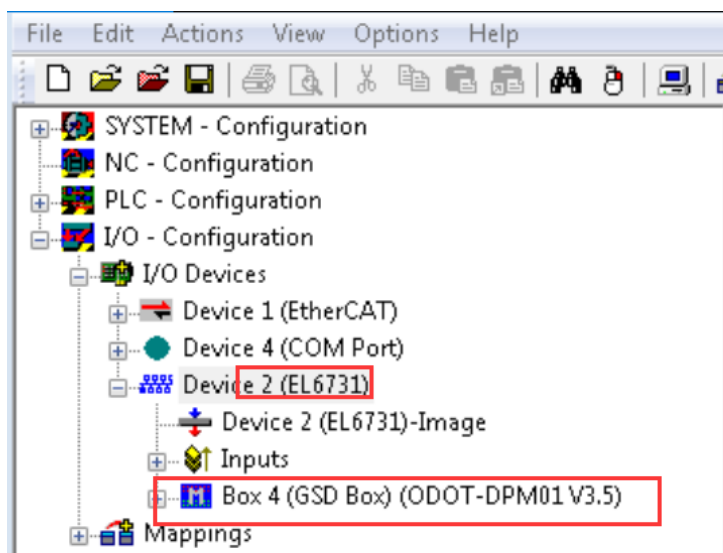 File Edit Actions View Options Help
SYSTEM - Configuration
NC - Configuration
PLC - Configuration
I/O - Configuration
I/O Devices
Device 1 (EtherCAT)
Device 4 (COM Port)
Device 2 (EL6731)
Device 2 (EL6731)-Image
Inputs
Box 4 (GSD Box) (ODOT-DPM01 V3.5)
Mappings